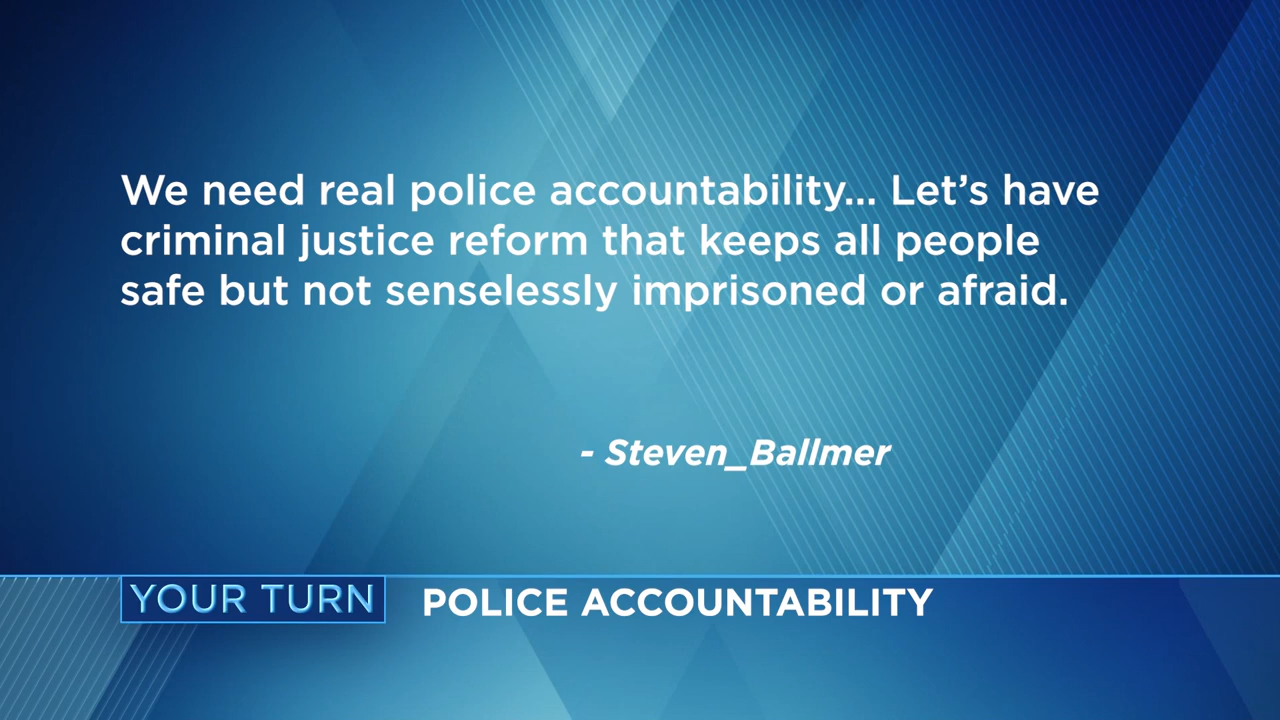 We need real police accountability... Let’s have
criminal justice reform that keeps all people
safe but not senselessly imprisoned or afraid.
- Steven_Ballmer
YOUR TURN
POLICE ACCOUNTABILITY